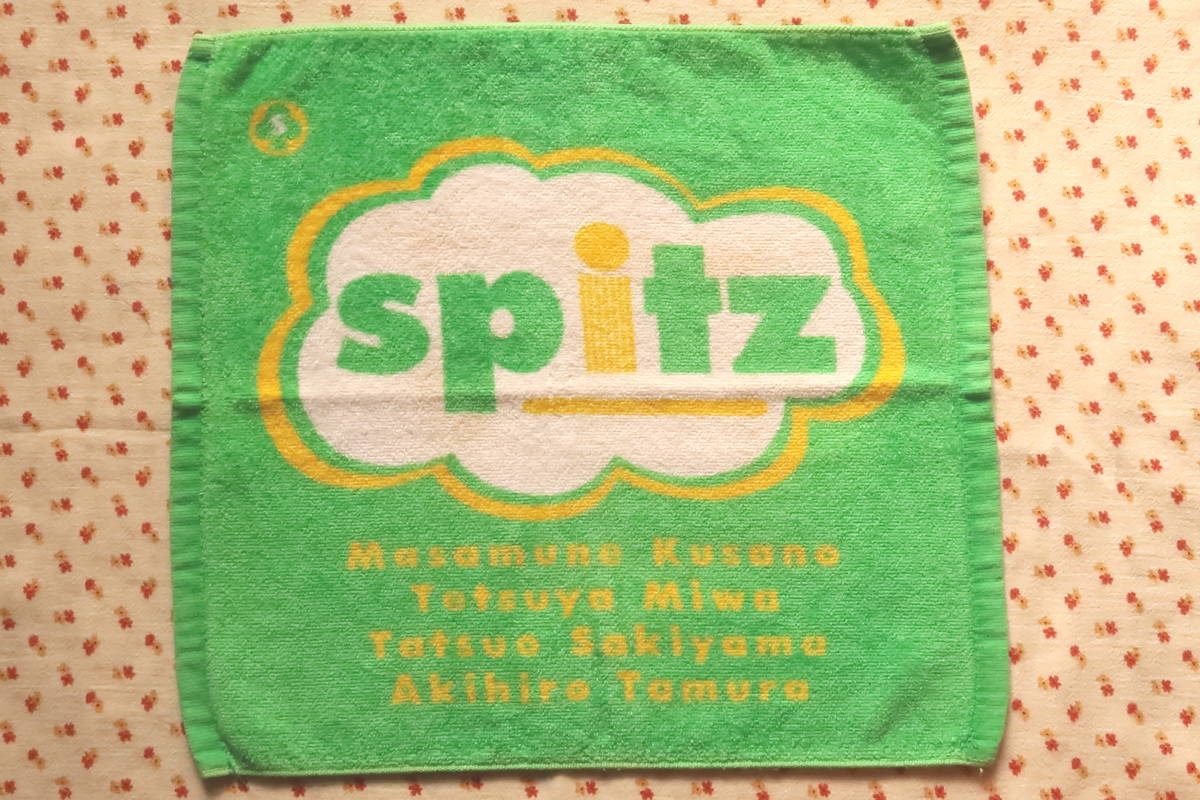 spitz
Masamune Kusano
Tetsuya Miwa
Tatsuo Sakiyama
Akihiro Tamura